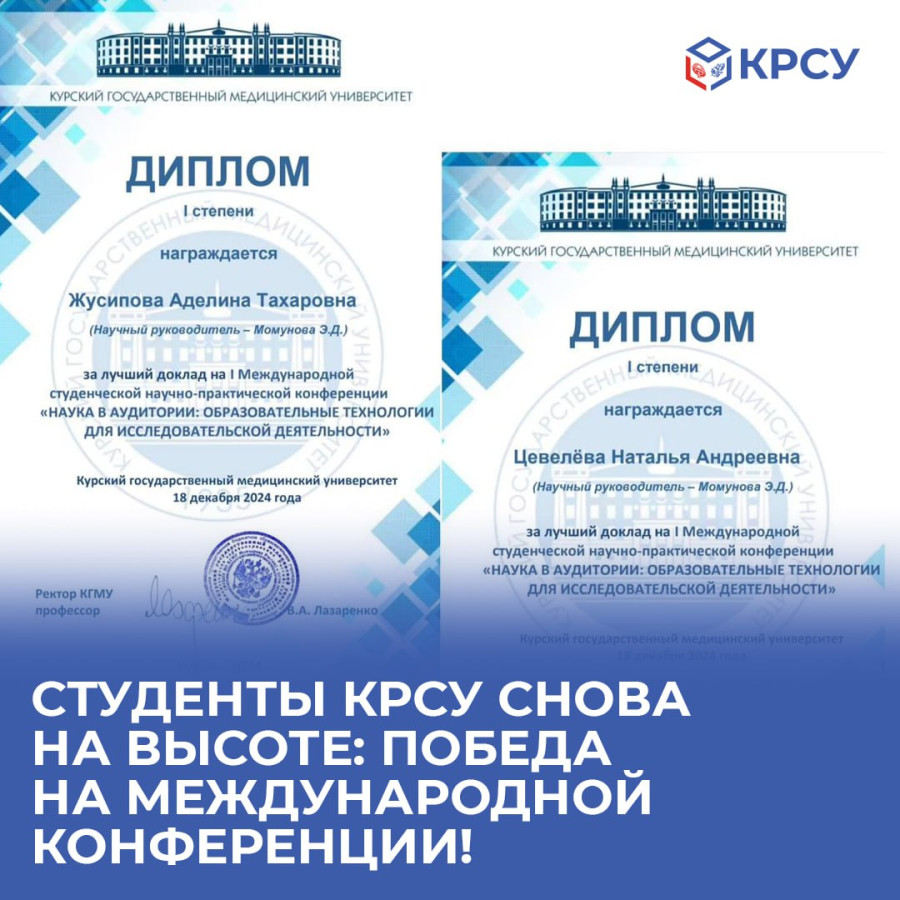 КРСУ
КУРСКИЙ ГОСУДАРСТВЕННЫЙ МЕДИЦИНСКИЙ УНИВЕРСИТЕТ
ДИПЛОМ
I степени
награждается
Жусипова Аделина Тахаровна
(Научный руководитель – Момунова Э.Д.)
за лучший доклад на I Международной
студенческой научно-практической конференции
«НАУКА В АУДИТОРИИ: ОБРАЗОВАТЕЛЬНЫЕ ТЕХНОЛОГИИ
ДЛЯ ИССЛЕДОВАТЕЛЬСКОЙ ДЕЯТЕЛЬНОСТИ»
Курский государственный медицинский университет
18 декабря 2024 года
Ректор КГМУ
профессор
В.А. Лазаренко
КУРСКИЙ ГОСУДАРСТВЕННЫЙ МЕДИЦИНСКИЙ УНИВЕРСИТЕТ
ДИПЛОМ
I степени
награждается
Цевелёва Наталья Андреевна
(Научный руководитель – Момунова Э.Д.)
за лучший доклад на I Международной
студенческой научно-практической конференции
«НАУКА В АУДИТОРИИ: ОБРАЗОВАТЕЛЬНЫЕ ТЕХНОЛОГИИ
ДЛЯ ИССЛЕДОВАТЕЛЬСКОЙ ДЕЯТЕЛЬНОСТИ»
Курский государственный медицинский университет
18 декабря 2024 года
СТУДЕНТЫ КРСУ СНОВА
НА ВЫСОТЕ: ПОБЕДА
НА МЕЖДУНАРОДНОЙ
КОНФЕРЕНЦИИ!